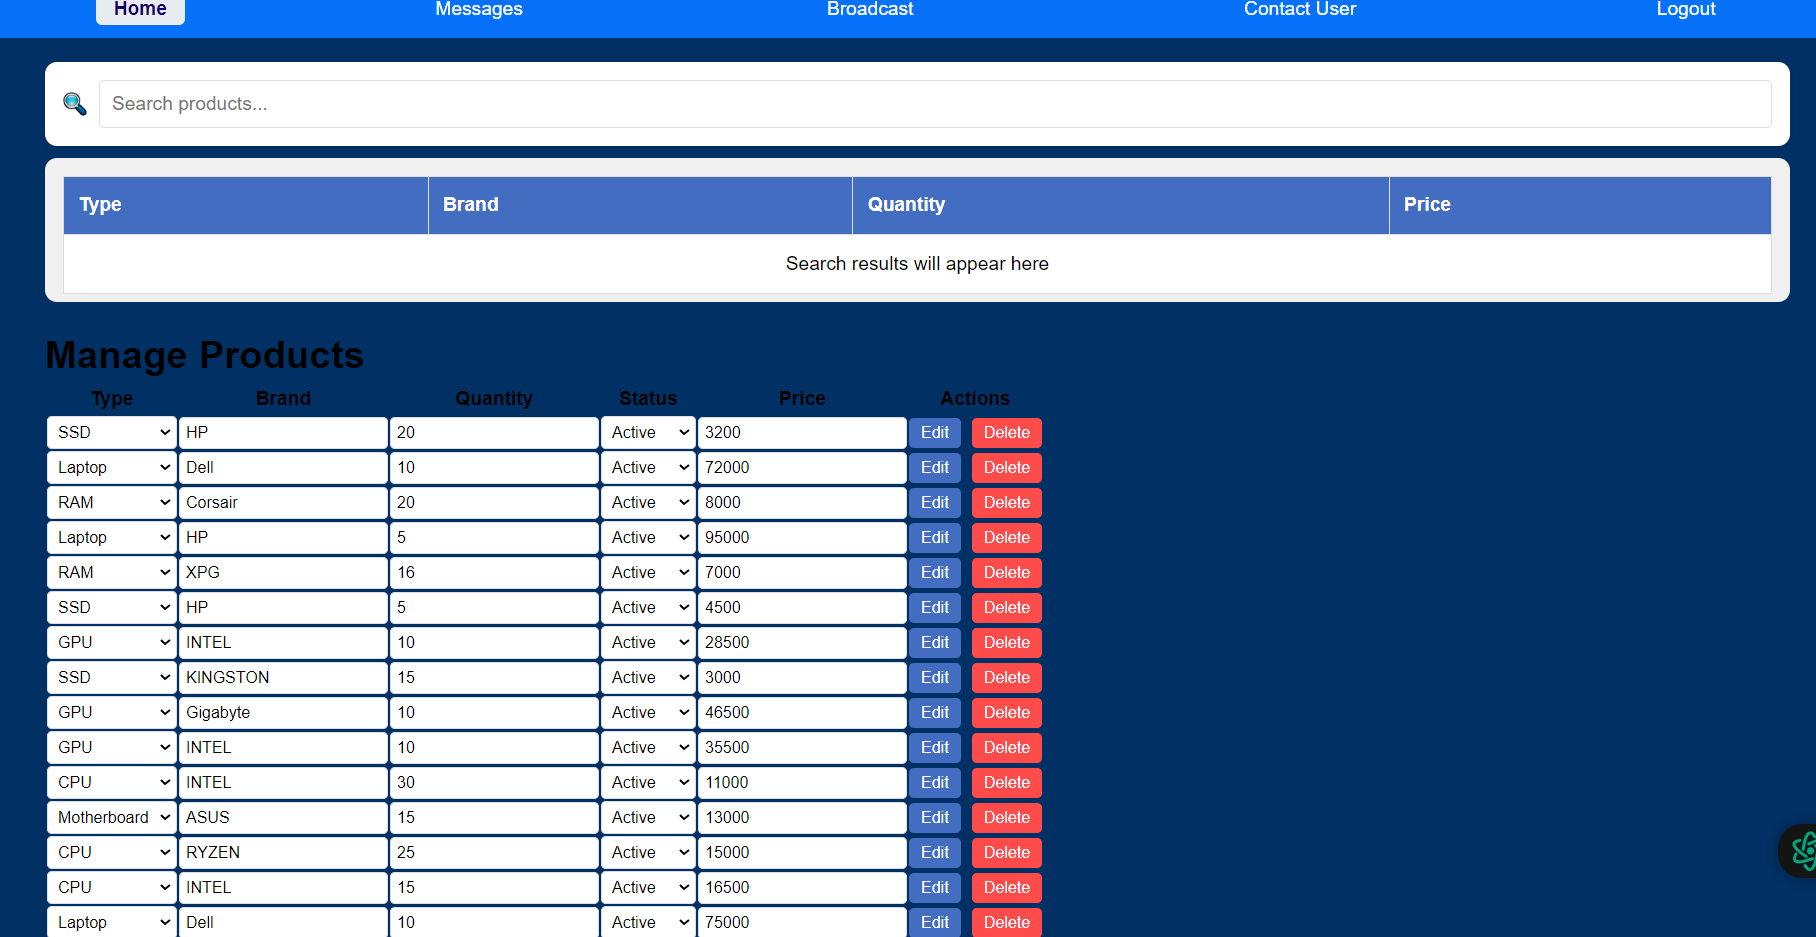 Home Messages Broadcast Contact User Logout
Search products...
Type Brand Quantity Price
Search results will appear here
Manage Products
Type Brand Quantity Status Price Actions
SSD HP 20 Active 3200 Edit Delete
Laptop Dell 10 Active 72000 Edit Delete
RAM Corsair 20 Active 8000 Edit Delete
Laptop HP 5 Active 95000 Edit Delete
RAM XPG 16 Active 7000 Edit Delete
SSD HP 5 Active 4500 Edit Delete
GPU INTEL 10 Active 28500 Edit Delete
SSD KINGSTON 15 Active 3000 Edit Delete
GPU Gigabyte 10 Active 46500 Edit Delete
GPU INTEL 10 Active 35500 Edit Delete
CPU INTEL 30 Active 11000 Edit Delete
Motherboard ASUS 15 Active 13000 Edit Delete
CPU RYZEN 25 Active 15000 Edit Delete
CPU INTEL 15 Active 16500 Edit Delete
Laptop Dell 10 Active 75000 Edit Delete